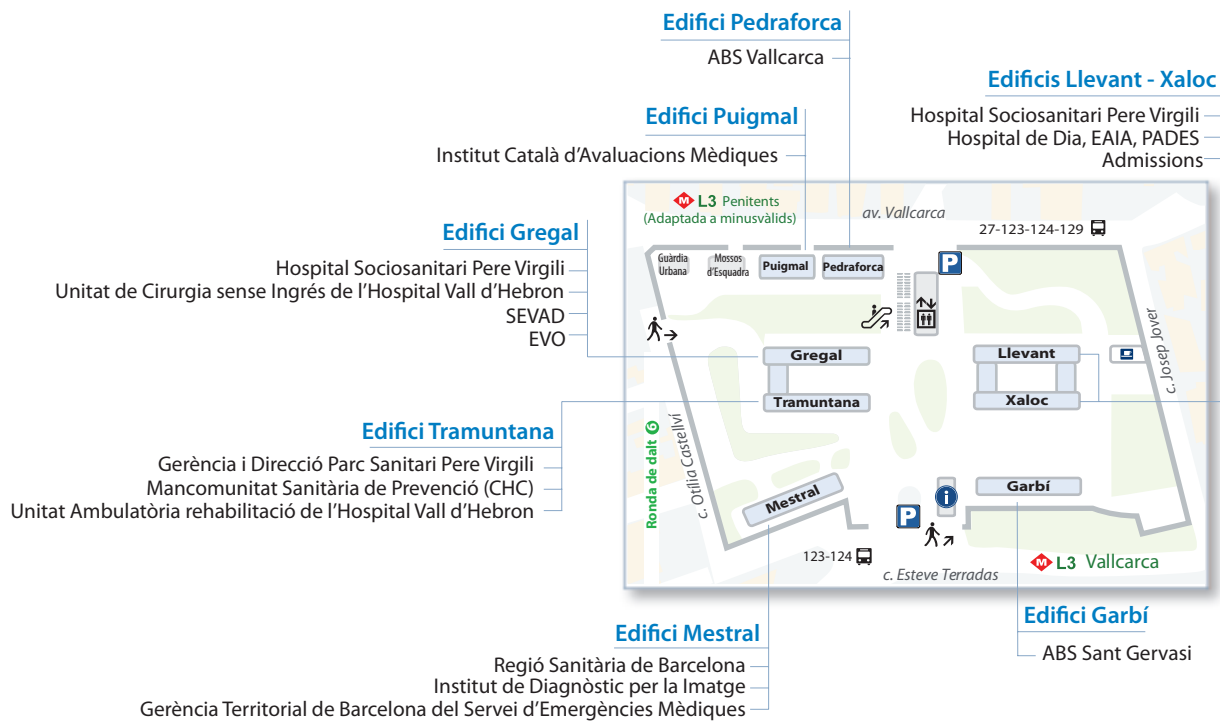 Edifici Pedraforca
ABS Vallcarca
Edificis Llevant - Xaloc
Hospital Sociosanitari Pere Virgili
Hospital de Dia, EAIA, PADES
Admissions
Edifici Puigmal
Institut Català d’Avaluacions Mèdiques
M L3 Penitents
(Adaptada a minusvàlids)
av. Vallcarca
27-123-124-129
Edifici Gregal
Hospital Sociosanitari Pere Virgili
Unitat de Cirurgia sense Ingrés de l’Hospital Vall d’Hebron
SEVAD
EVO
Guàrdia
Urbana
Mossos
d’Esquadra
Puigmal
Pedraforca
P
Gregal
Tramuntana
Llevant
Xaloc
c. Josep Jover
Edifici Tramuntana
Gerència i Direcció Parc Sanitari Pere Virgili
Mancomunitat Sanitària de Prevenció (CHC)
Unitat Ambulatòria rehabilitació de l’Hospital Vall d’Hebron
Ronda de dalt 6
c. Otília Castellví
Mestral
P
i
Garbí
123-124
c. Esteve Terradas
M L3 Vallcarca
Edifici Mestral
Regió Sanitària de Barcelona
Institut de Diagnòstic per la Imatge
Gerència Territorial de Barcelona del Servei d’Emergències Mèdiques
Edifici Garbí
ABS Sant Gervasi